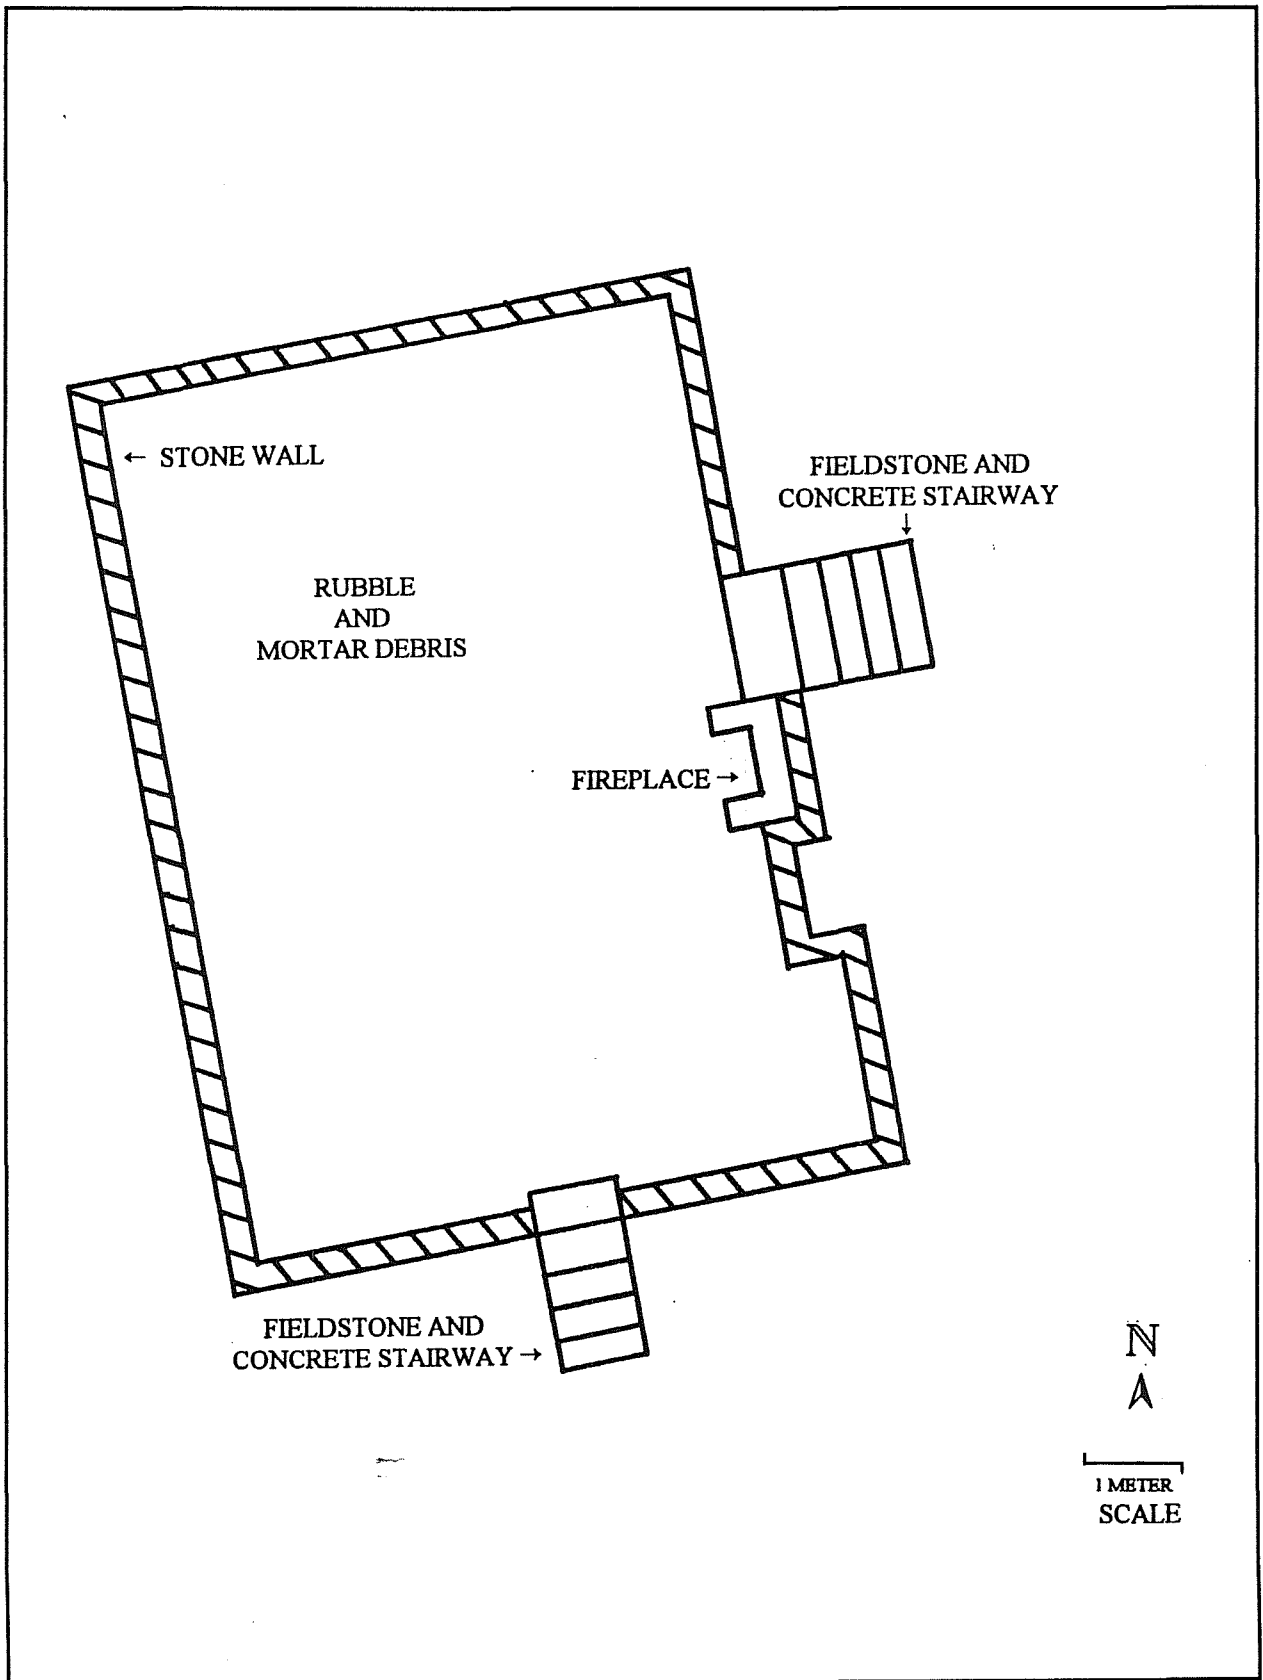 ← STONE WALL
FIELDSTONE AND
CONCRETE STAIRWAY
↓
RUBBLE
AND
MORTAR DEBRIS
FIREPLACE →
FIELDSTONE AND
CONCRETE STAIRWAY →
N
1 METER
SCALE